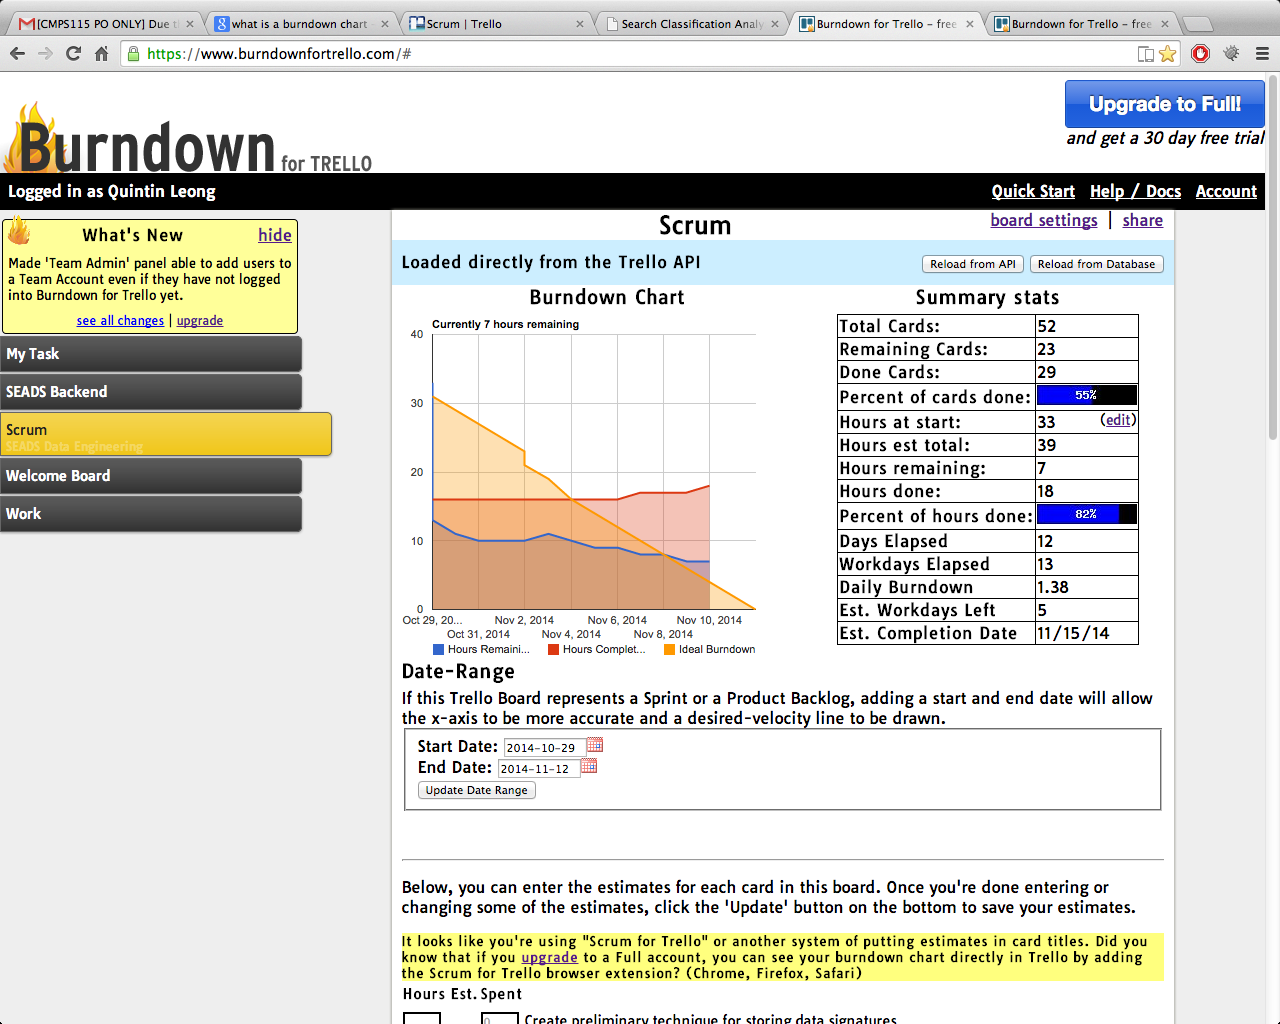 [CMPS115 PO ONLY] Due t
what is a burndown chart -
Scrum | Trello
Search Classification Analy
Burndown for Trello – free
Burndown for Trello – free
https://www.burndownfortrello.com/#
Upgrade to Full!
and get a 30 day free trial
Burndown for TRELLO
Logged in as Quintin Leong
Quick Start Help / Docs Account
What's New hide
Made 'Team Admin' panel able to add users to
a Team Account even if they have not logged
into Burndown for Trello yet.
see all changes | upgrade
My Task
SEADS Backend
Scrum
SEADS Data Engineering
Welcome Board
Work
Scrum
board settings | share
Loaded directly from the Trello API
Reload from API Reload from Database
Burndown Chart
Currently 7 hours remaining
40
30
20
10
0
Oct 29, 20... Nov 2, 2014 Nov 6, 2014 Nov 10, 2014
Oct 31, 2014 Nov 4, 2014 Nov 8, 2014
Hours Remaini... Hours Complet... Ideal Burndown
Summary stats
Total Cards: 52
Remaining Cards: 23
Done Cards: 29
Percent of cards done: 55%
Hours at start: 33 (edit)
Hours est total: 39
Hours remaining: 7
Hours done: 18
Percent of hours done: 82%
Days Elapsed 12
Workdays Elapsed 13
Daily Burndown 1.38
Est. Workdays Left 5
Est. Completion Date 11/15/14
Date-Range
If this Trello Board represents a Sprint or a Product Backlog, adding a start and end date will allow
the x-axis to be more accurate and a desired-velocity line to be drawn.
Start Date: 2014-10-29
End Date: 2014-11-12
Update Date Range
Below, you can enter the estimates for each card in this board. Once you're done entering or
changing some of the estimates, click the 'Update' button on the bottom to save your estimates.
It looks like you're using "Scrum for Trello" or another system of putting estimates in card titles. Did you
know that if you upgrade to a Full account, you can see your burndown chart directly in Trello by adding
the Scrum for Trello browser extension? (Chrome, Firefox, Safari)
Hours Est. Spent
0 Create preliminary technique for storing data signatures